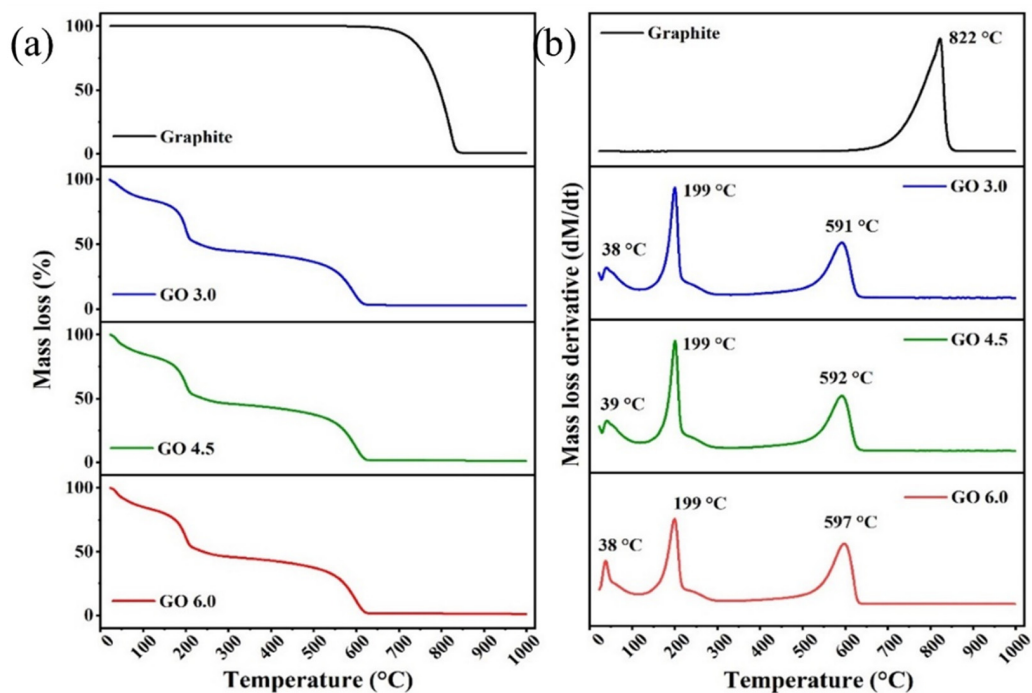 (a)
Mass loss (%)
100
50
0
Graphite
100
50
0
GO 3.0
100
50
0
GO 4.5
100
50
0
GO 6.0
0 100 200 300 400 500 600 700 800 900 1000
Temperature (°C)
(b)
Mass loss derivative (dM/dt)
Graphite
822 °C
GO 3.0
38 °C
199 °C
591 °C
GO 4.5
39 °C
199 °C
592 °C
GO 6.0
38 °C
199 °C
597 °C
0 100 200 300 400 500 600 700 800 900 1000
Temperature (°C)